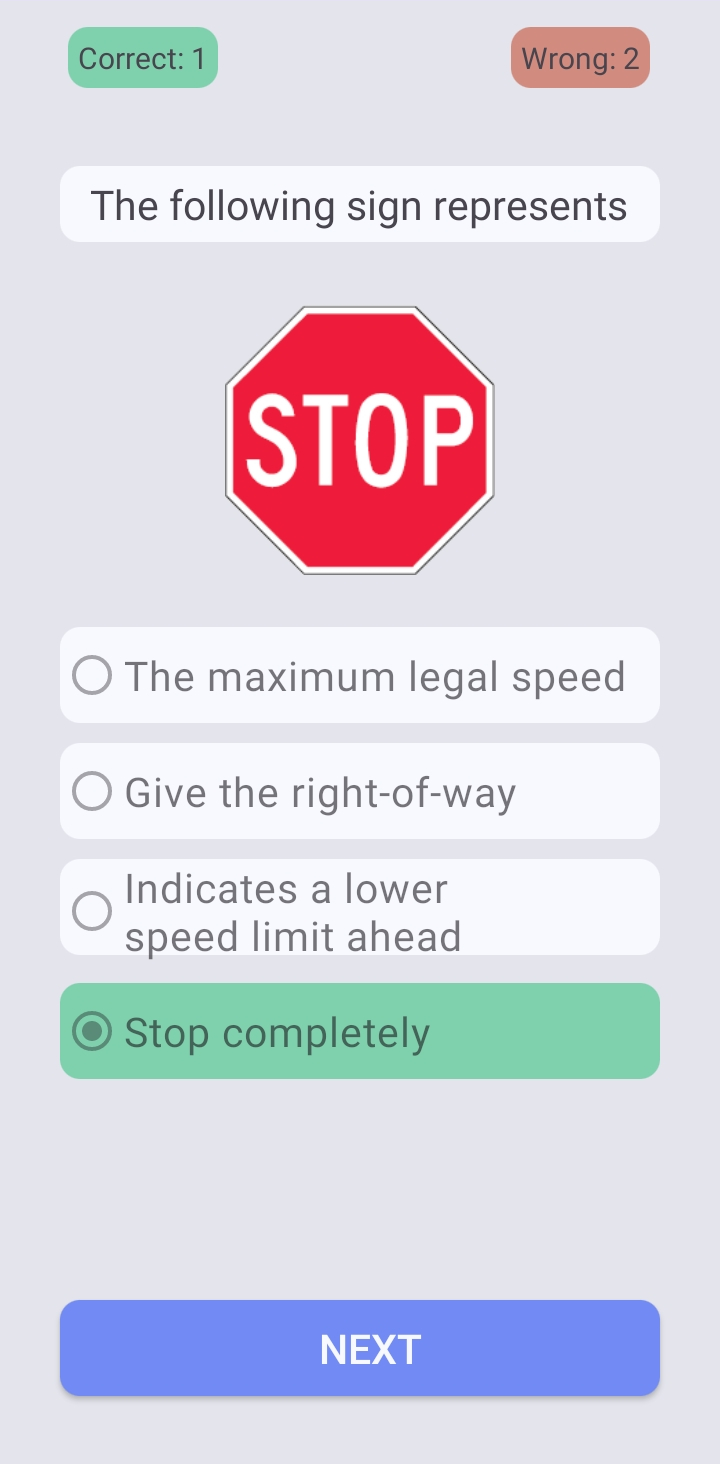 Correct: 1
Wrong: 2
The following sign represents
STOP
The maximum legal speed
Give the right-of-way
Indicates a lower
speed limit ahead
Stop completely
NEXT